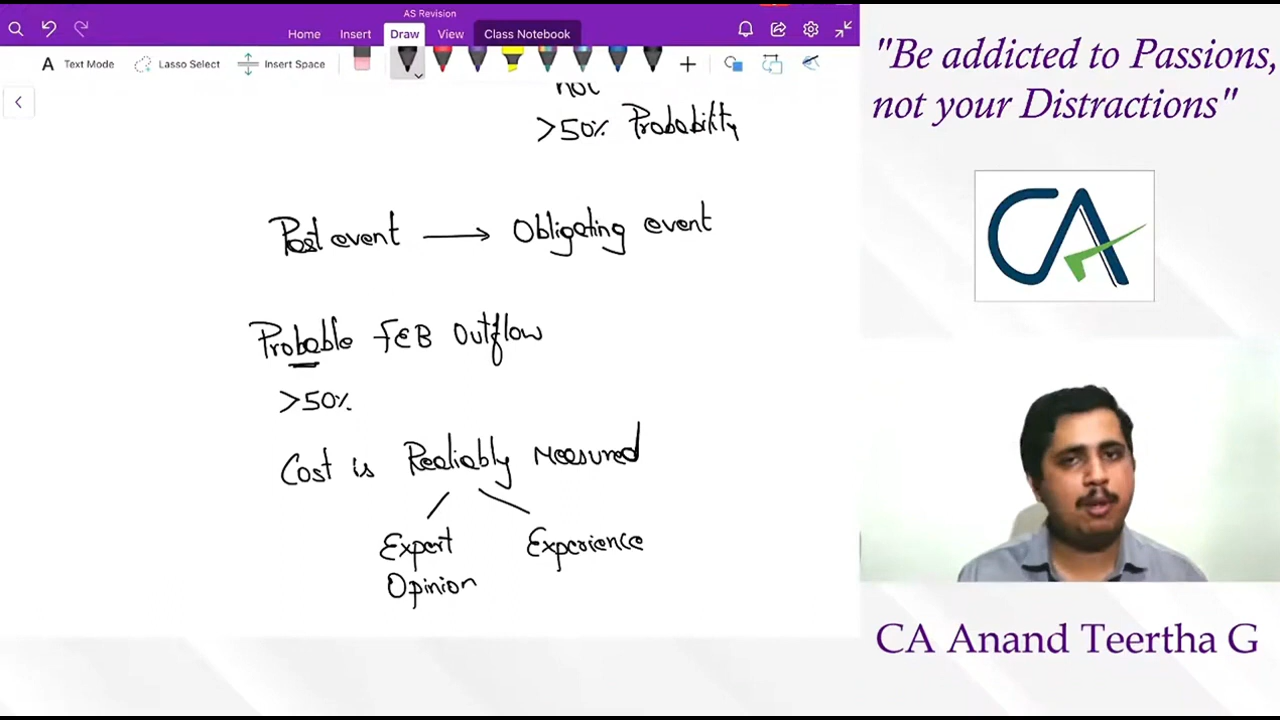 AS Revision
Home Insert Draw View Class Notebook
Text Mode Lasso Select Insert Space
not
>50% Probability
Past event → Obligating event
Probable FEB Outflow
>50%
Cost is Realiably Measured
Expert Experience
Opinion
"Be addicted to Passions,
not your Distractions"
CA
CA Anand Teertha G